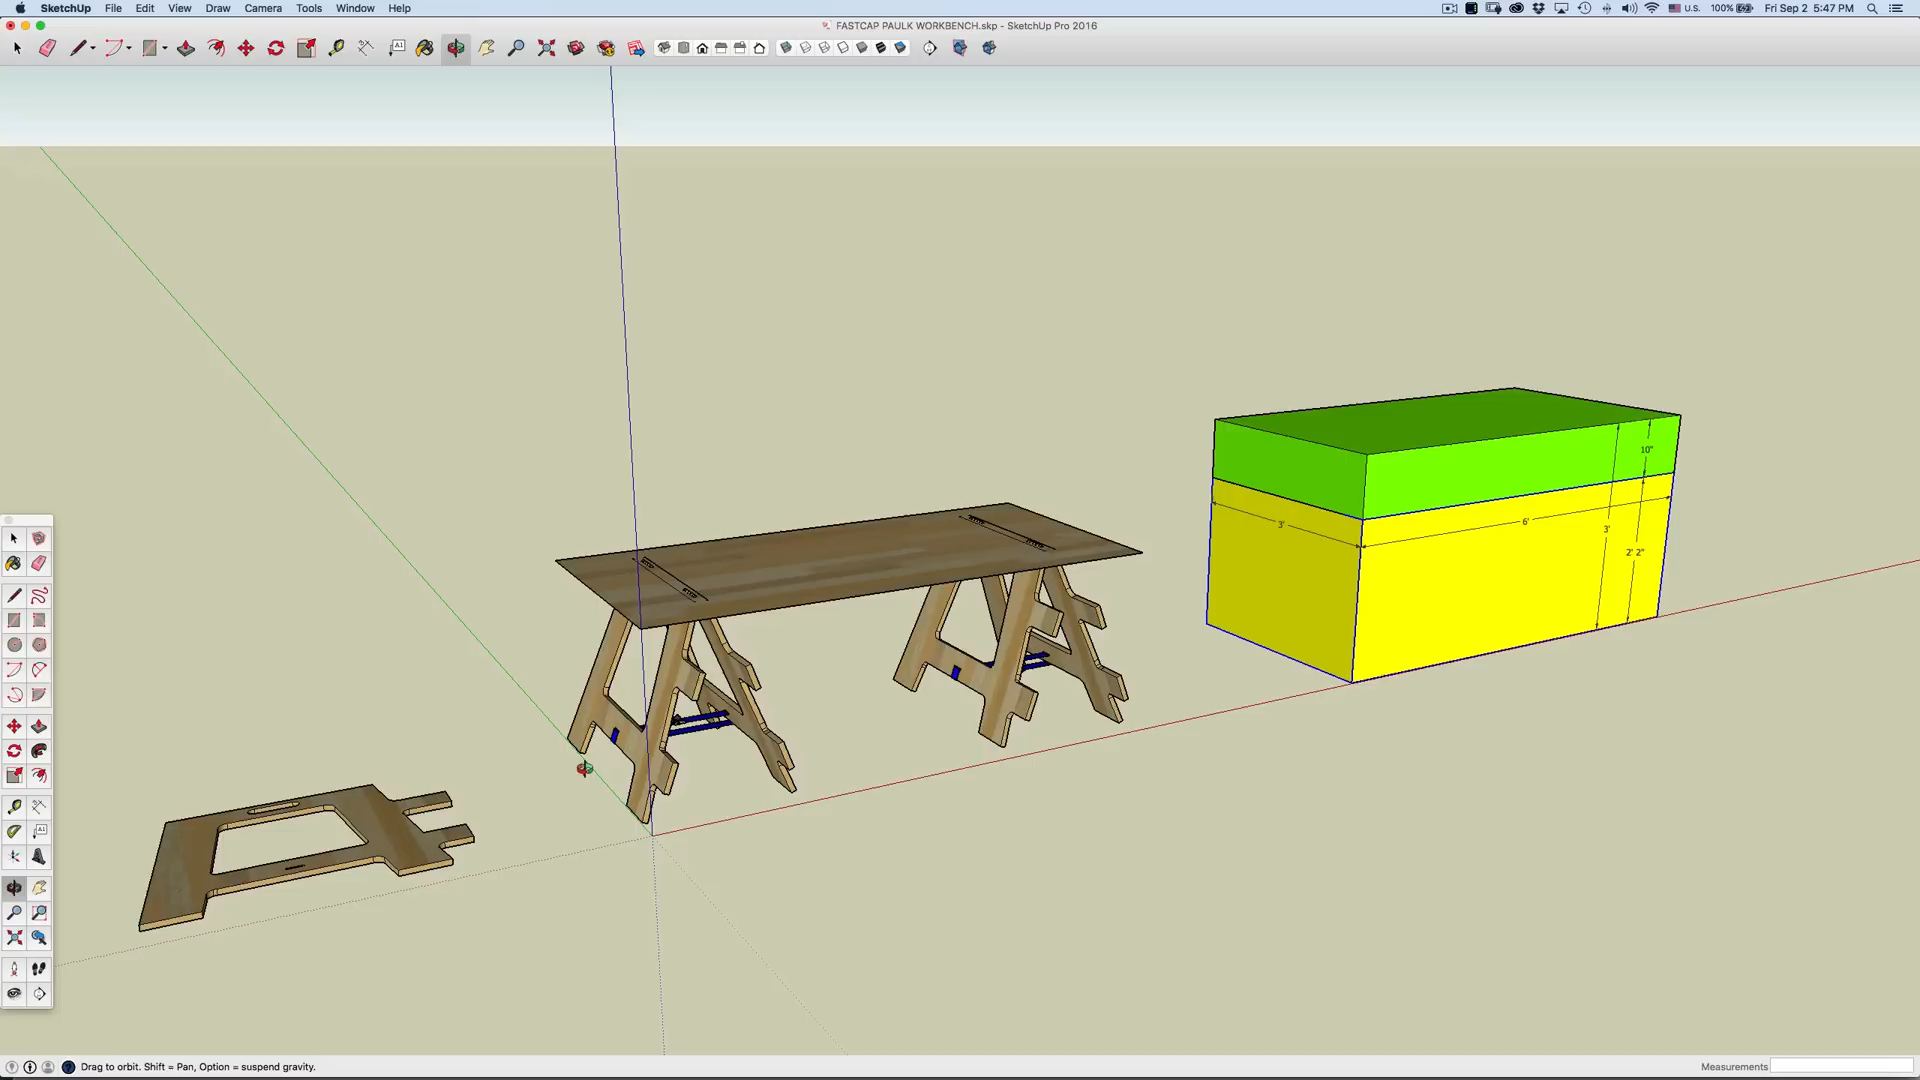 SketchUp File Edit View Draw Camera Tools Window Help
U.S. 100% Fri Sep 2 5:47 PM
FASTCAP PAULK WORKBENCH.skp - SketchUp Pro 2016
A1
10"
3'
6'
3'
2' 2"
A1
Drag to orbit. Shift = Pan, Option = suspend gravity.
Measurements